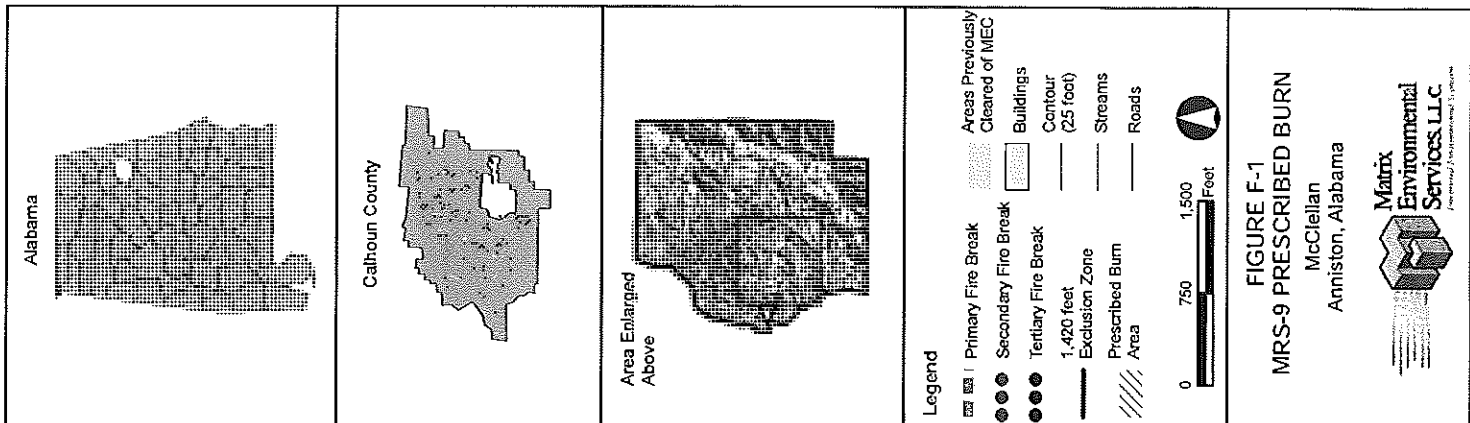 Alabama
Calhoun County
Area Enlarged
Above
Legend
Primary Fire Break
Secondary Fire Break
Tertiary Fire Break
1,420 feet
Exclusion Zone
Prescribed Burn
Area
Areas Previously
Cleared of MEC
Buildings
Contour
(25 foot)
Streams
Roads
0 750 1,500
Feet
FIGURE F-1
MRS-9 PRESCRIBED BURN
McClellan
Anniston, Alabama
Matrix
Environmental
Services, L.L.C.